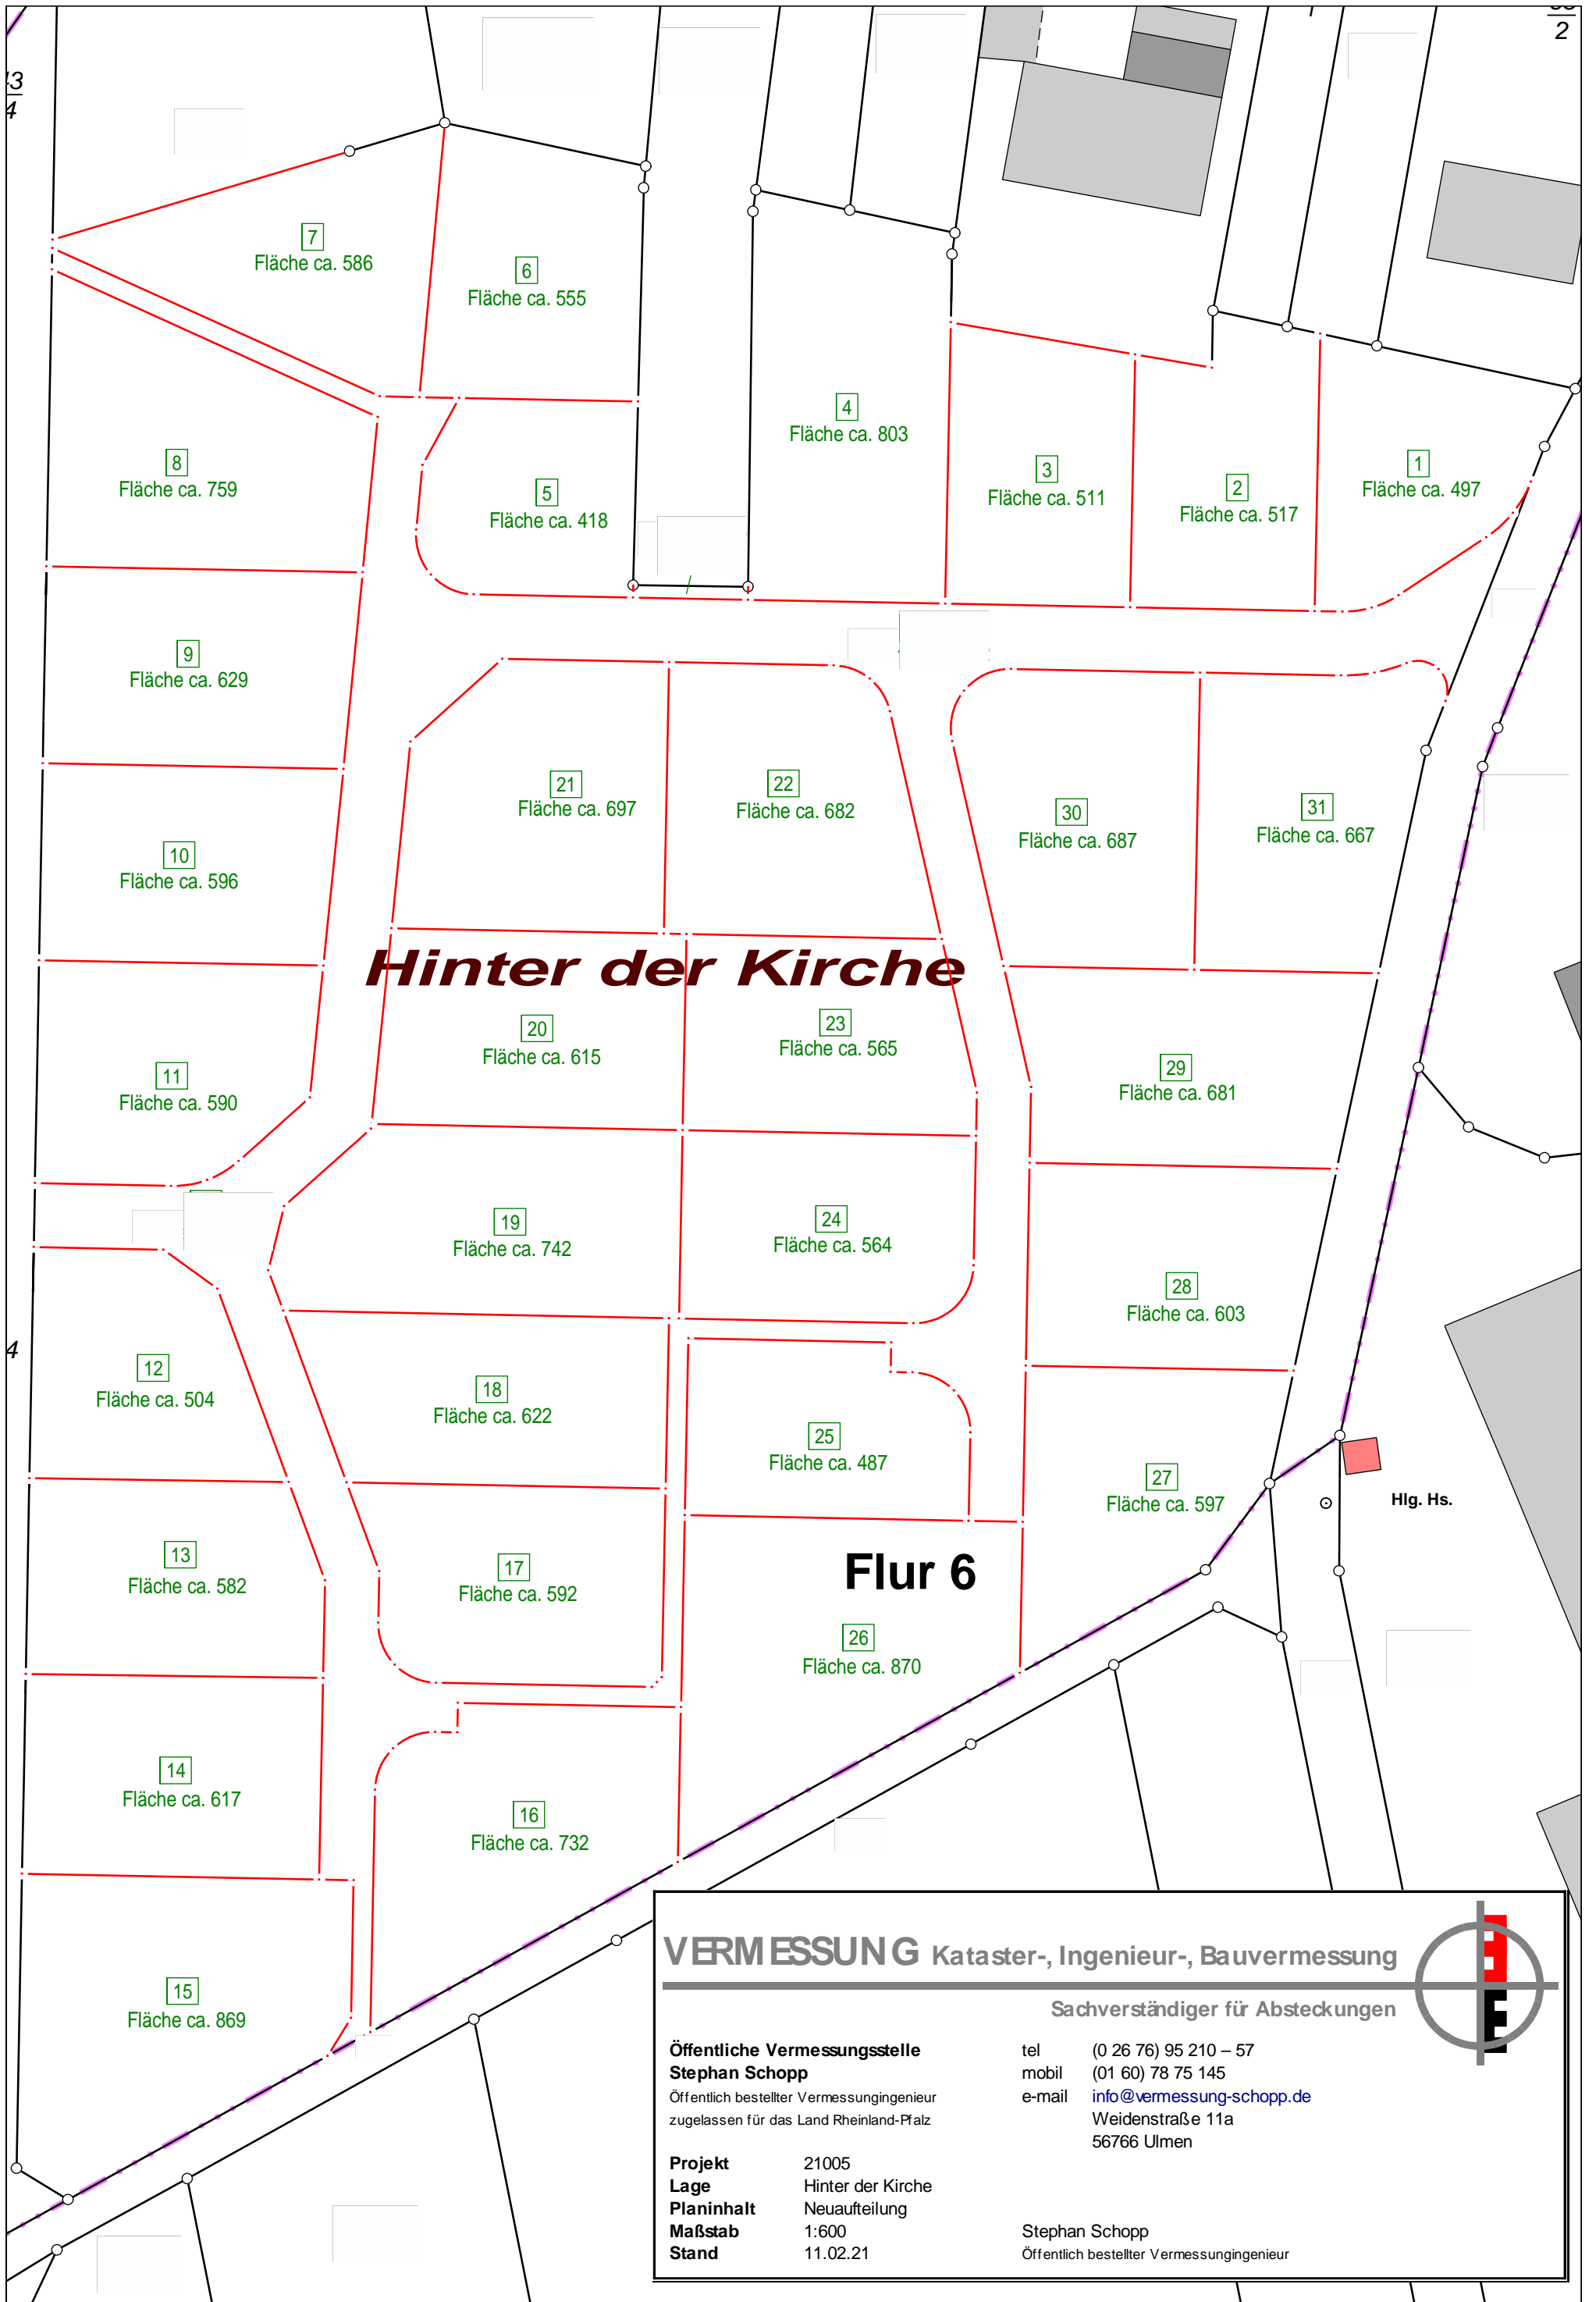 2
3
4
7
Fläche ca. 586
6
Fläche ca. 555
4
Fläche ca. 803
8
Fläche ca. 759
5
Fläche ca. 418
3
Fläche ca. 511
2
Fläche ca. 517
1
Fläche ca. 497
9
Fläche ca. 629
21
Fläche ca. 697
22
Fläche ca. 682
30
Fläche ca. 687
31
Fläche ca. 667
10
Fläche ca. 596
Hinter der Kirche
20
Fläche ca. 615
23
Fläche ca. 565
11
Fläche ca. 590
29
Fläche ca. 681
19
Fläche ca. 742
24
Fläche ca. 564
28
Fläche ca. 603
4
12
Fläche ca. 504
18
Fläche ca. 622
25
Fläche ca. 487
27
Fläche ca. 597
Hlg. Hs.
13
Fläche ca. 582
17
Fläche ca. 592
Flur 6
26
Fläche ca. 870
14
Fläche ca. 617
16
Fläche ca. 732
15
Fläche ca. 869
VERMESSUNG Kataster-, Ingenieur-, Bauvermessung
Sachverständiger für Absteckungen
Öffentliche Vermessungsstelle
Stephan Schopp
Öffentlich bestellter Vermessungingenieur
zugelassen für das Land Rheinland-Pfalz
tel (0 26 76) 95 210 – 57
mobil (01 60) 78 75 145
e-mail info@vermessung-schopp.de
Weidenstraße 11a
56766 Ulmen
Projekt 21005
Lage Hinter der Kirche
Planinhalt Neuaufteilung
Maßstab 1:600
Stand 11.02.21
Stephan Schopp
Öffentlich bestellter Vermessungingenieur